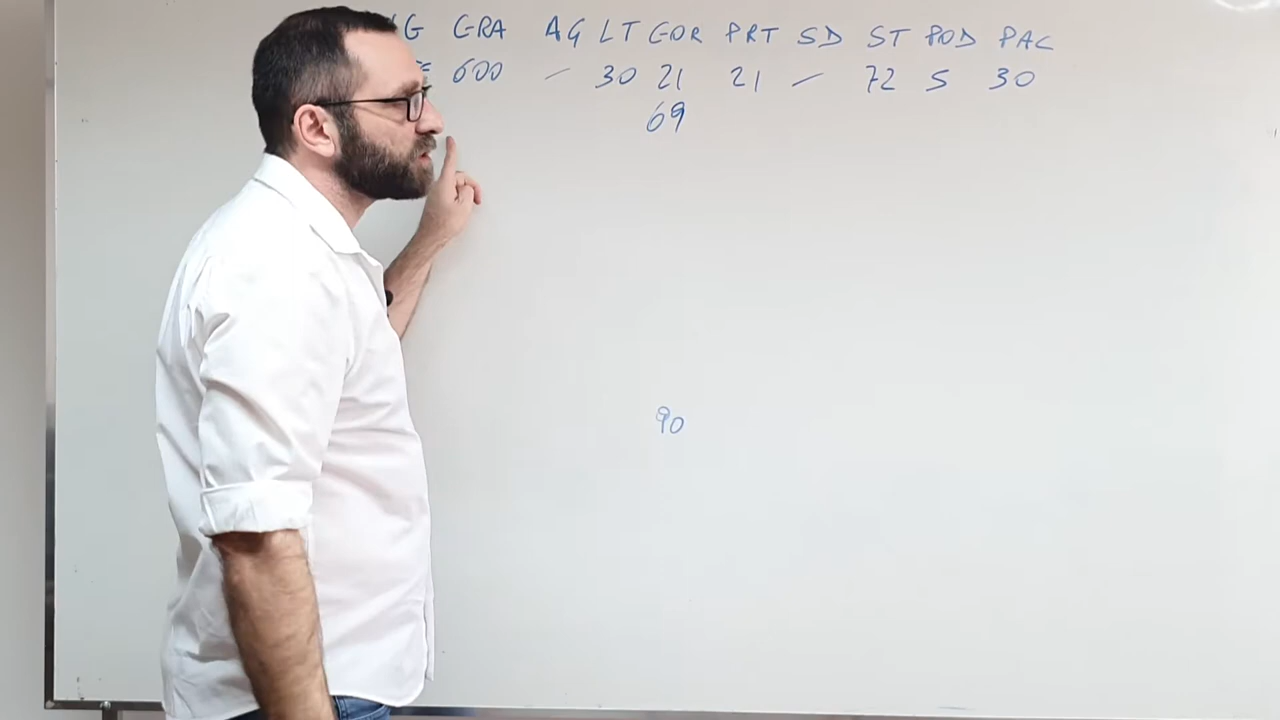 G GRA AG LT GOR PRT SD ST POD PAC
600 – 30 21 21 – 72 5 30
69
90